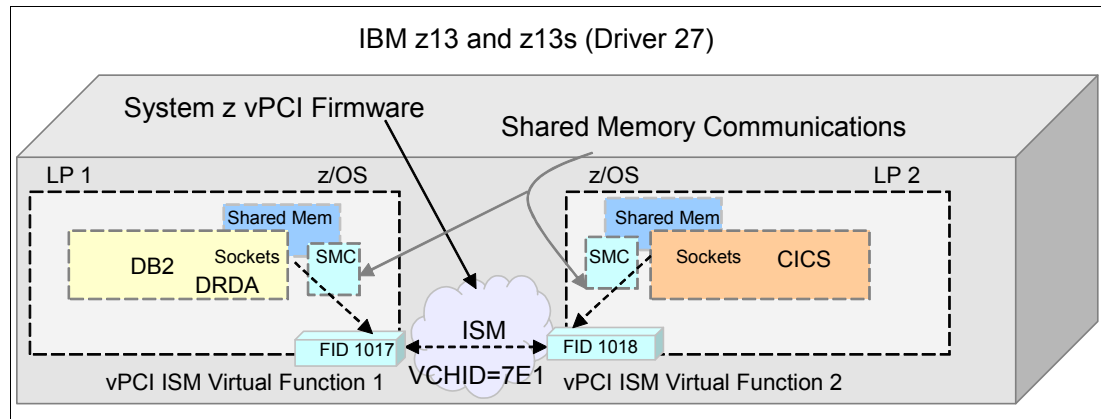 IBM z13 and z13s (Driver 27)
System z vPCI Firmware
Shared Memory Communications
LP 1
z/OS
z/OS
LP 2
Shared Mem
Shared Mem
DB2
Sockets
DRDA
SMC
SMC
Sockets
CICS
ISM
FID 1017
FID 1018
vPCI ISM Virtual Function 1
VCHID=7E1
vPCI ISM Virtual Function 2